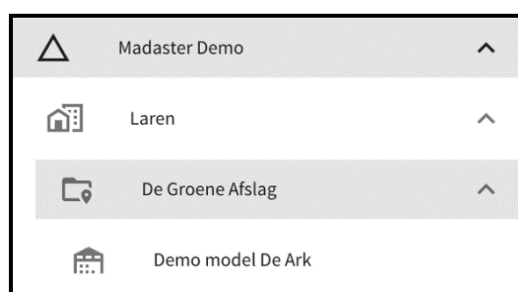 Madaster Demo
Laren
De Groene Afslag
Demo model De Ark